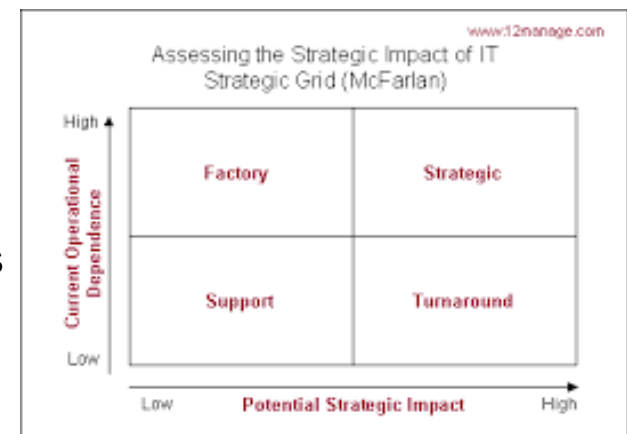 www.12manage.com
Assessing the Strategic Impact of IT
Strategic Grid (McFarlan)
High
Factory
Strategic
Current Operational
Dependence
s
Support
Turnaround
Low
Low
Potential Strategic Impact
High